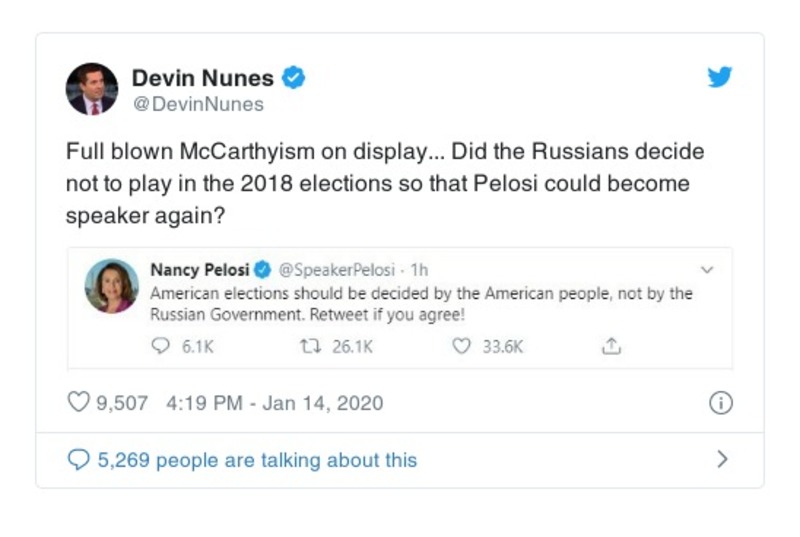 Devin Nunes
@DevinNunes
Full blown McCarthyism on display... Did the Russians decide
not to play in the 2018 elections so that Pelosi could become
speaker again?
Nancy Pelosi @SpeakerPelosi · 1h
American elections should be decided by the American people, not by the
Russian Government. Retweet if you agree!
6.1K 26.1K 33.6K
9,507 4:19 PM - Jan 14, 2020
5,269 people are talking about this